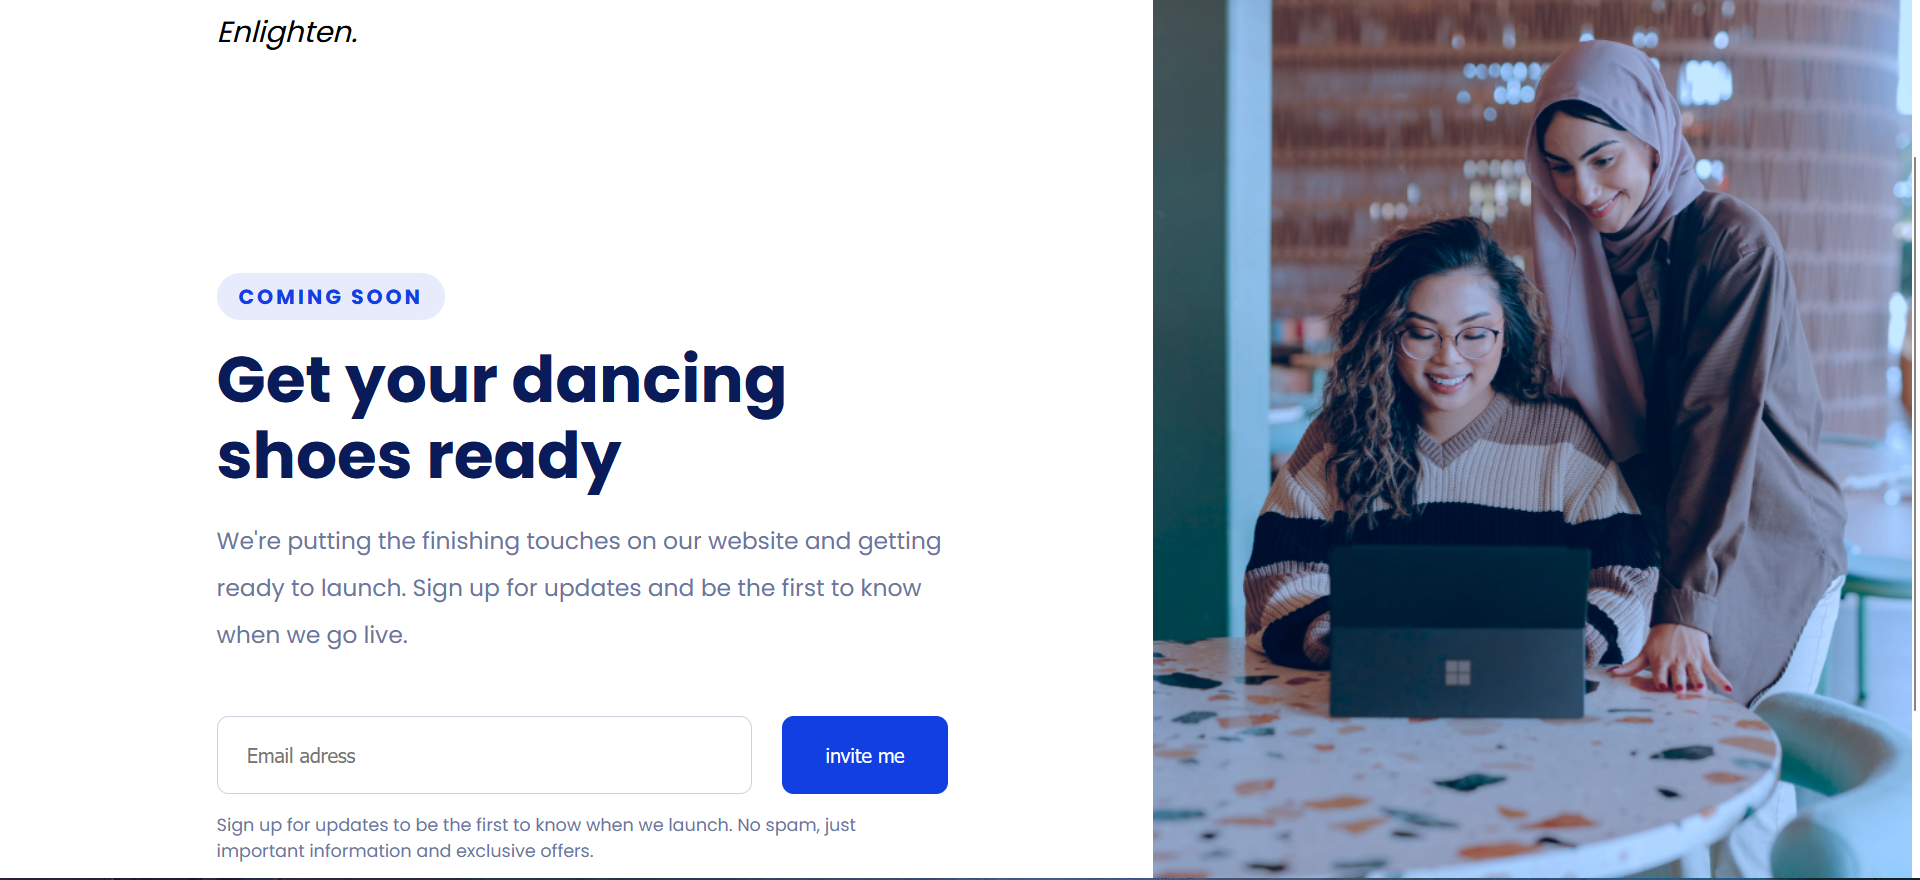 Enlighten.
COMING SOON
Get your dancing
shoes ready
We're putting the finishing touches on our website and getting
ready to launch. Sign up for updates and be the first to know
when we go live.
Email adress
invite me
Sign up for updates to be the first to know when we launch. No spam, just
important information and exclusive offers.